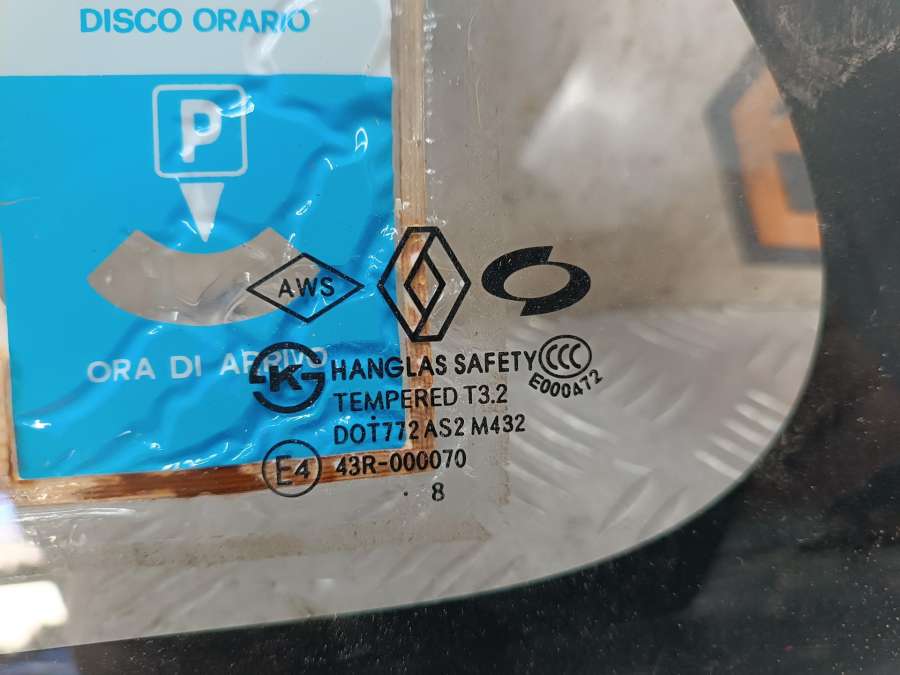 DISCO ORARIO
P
ORA DI ARRIVO
AWS
KS HANGLAS SAFETY CCC
E000472
TEMPERED T3.2
DOT772 AS2 M432
E4 43R-000070
. 8